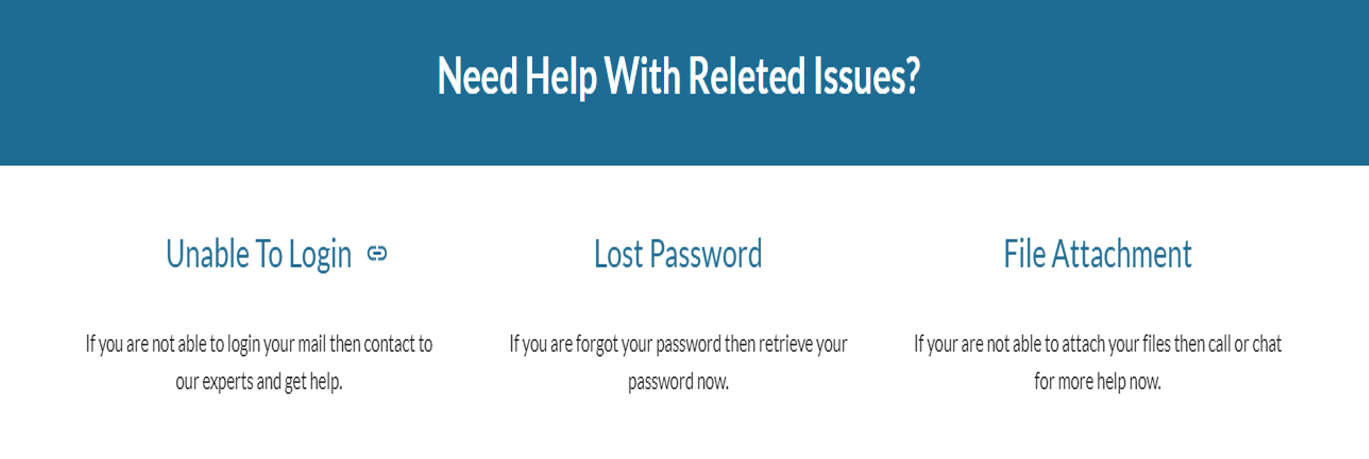 Need Help With Releted Issues?
Unable To Login
Lost Password
File Attachment
If you are not able to login your mail then contact to
our experts and get help.
If you are forgot your password then retrieve your
password now.
If your are not able to attach your files then call or chat
for more help now.